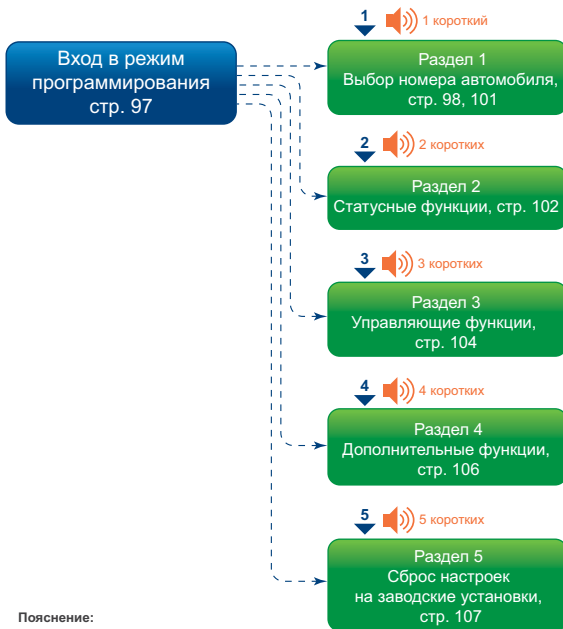 Вход в режим
программирования
стр. 97
1 1 короткий
Раздел 1
Выбор номера автомобиля,
стр. 98, 101
2 2 коротких
Раздел 2
Статусные функции, стр. 102
3 3 коротких
Раздел 3
Управляющие функции,
стр. 104
4 4 коротких
Раздел 4
Дополнительные функции,
стр. 106
5 5 коротких
Раздел 5
Сброс настроек
на заводские установки,
стр. 107
Пояснение: